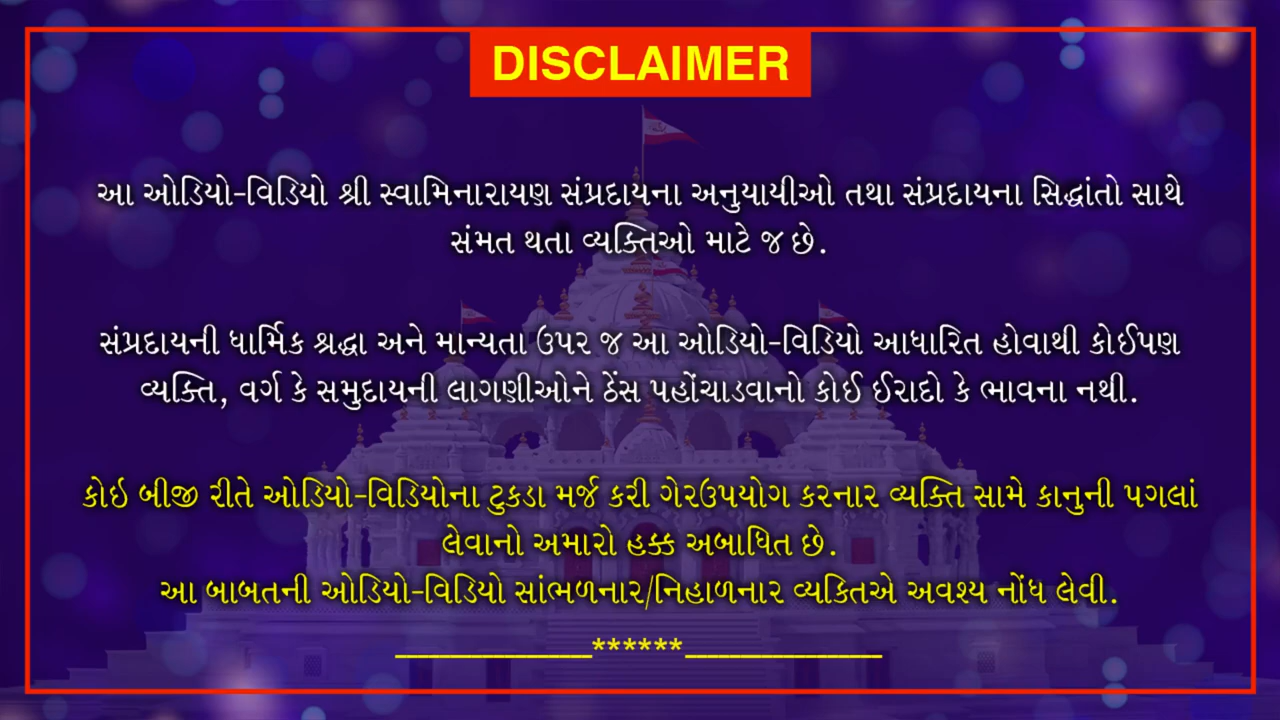 DISCLAIMER
આ ઓડિયો-વિડિયો શ્રી સ્વામિનારાયણ સંપ્રદાયના અનુયાયીઓ તથા સંપ્રદાયના સિદ્ધાંતો સાથે
સંમત થતા વ્યક્તિઓ માટે જ છે.
સંપ્રદાયની ધાર્મિક શ્રદ્ધા અને માન્યતા ઉપર જ આ ઓડિયો-વિડિયો આધારિત હોવાથી કોઈપણ
વ્યક્તિ, વર્ગ કે સમુદાયની લાગણીઓને ઠેંસ પહોંચાડવાનો કોઈ ઈરાદો કે ભાવના નથી.
કોઇ બીજી રીતે ઓડિયો-વિડિયોના ટુકડા મર્જ કરી ગેરઉપયોગ કરનાર વ્યક્તિ સામે કાનુની પગલાં
લેવાનો અમારો હક્ક અબાધિત છે.
આ બાબતની ઓડિયો-વિડિયો સાંભળનાર/નિહાળનાર વ્યકિતએ અવશ્ય નોંધ લેવી.
______________******______________